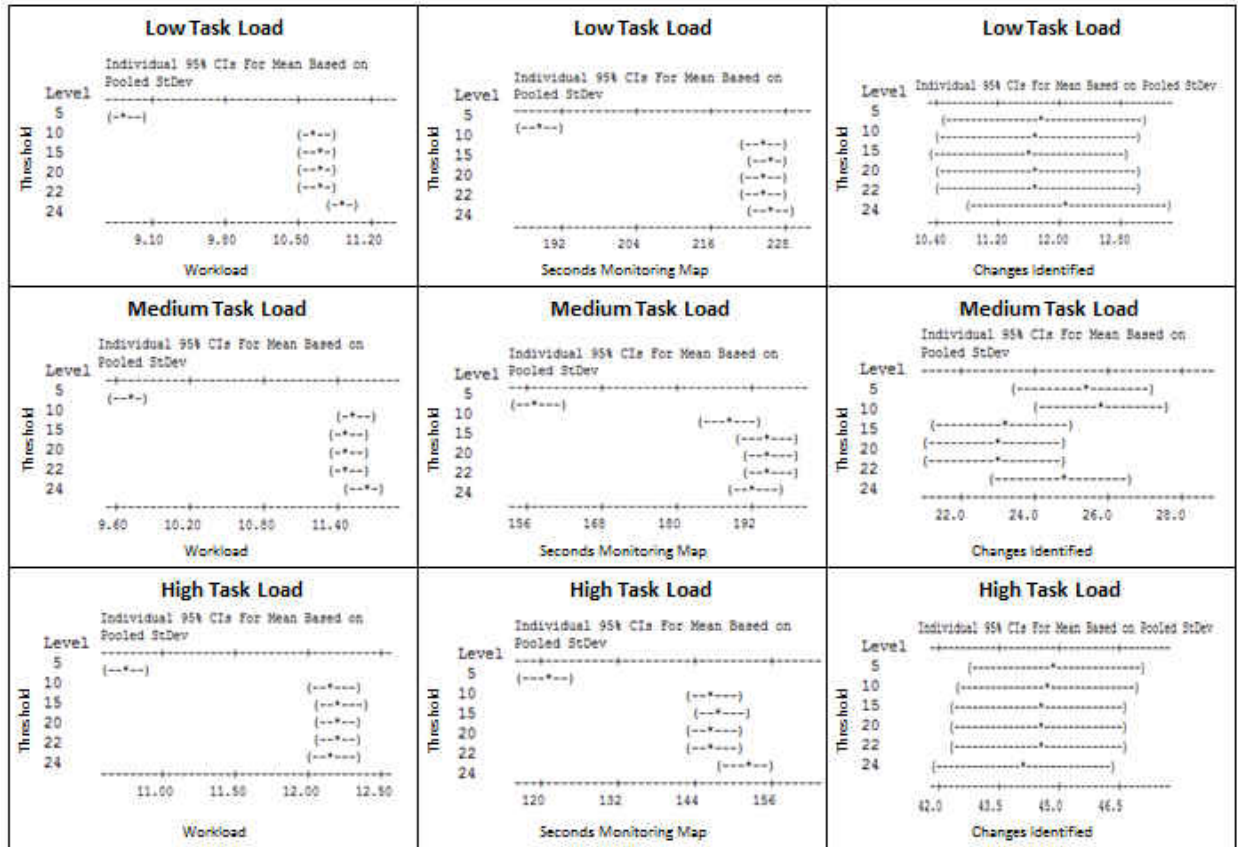 Low Task Load
Individual 95% CIs For Mean Based on
Pooled StDev
Level
---------+---------+---------+---------+
5
(-*--)
10
(-*--)
15
(--*-)
20
(--*-)
22
(--*-)
24
(-*-)
---------+---------+---------+---------+
9.10 9.80 10.50 11.20
Threshold
Workload
Low Task Load
Individual 95% CIs For Mean Based on
Pooled StDev
Level
5
(--*--)
10
(--*--)
15
(--*-)
20
(--*--)
22
(--*--)
24
(--*--)
192 204 216 228
Threshold
Seconds Monitoring Map
Low Task Load
Individual 95% CIs For Mean Based on Pooled StDev
Level
5
10
15
20
22
24
10.40 11.20 12.00 12.80
Threshold
Changes Identified
Medium Task Load
Individual 95% CIs For Mean Based on
Pooled StDev
Level
5
(--*-)
10
(-*--)
15
(-*--)
20
(-*--)
22
(-*--)
24
(--*-)
9.60 10.20 10.80 11.40
Threshold
Workload
Medium Task Load
Individual 95% CIs For Mean Based on
Pooled StDev
Level
5
(--*---)
10
(---*---)
15
(--*---)
20
(--*---)
22
(--*---)
24
(--*---)
156 168 180 192
Threshold
Seconds Monitoring Map
Medium Task Load
Individual 95% CIs For Mean Based on
Pooled StDev
Level
5
10
15
20
22
24
22.0 24.0 26.0 28.0
Threshold
Changes Identified
High Task Load
Individual 95% CIs For Mean Based on
Pooled StDev
Level
5
(--*--)
10
(--*---)
15
(--*---)
20
(--*---)
22
(--*---)
24
(--*---)
11.00 11.50 12.00 12.50
Threshold
Workload
High Task Load
Individual 95% CIs For Mean Based on
Pooled StDev
Level
5
(---*--)
10
(--*---)
15
(--*---)
20
(--*---)
22
(--*---)
24
(---*--)
120 132 144 156
Threshold
Seconds Monitoring Map
High Task Load
Individual 95% CIs For Mean Based on Pooled StDev
Level
5
10
15
20
22
24
42.0 43.5 45.0 46.5
Threshold
Changes Identified